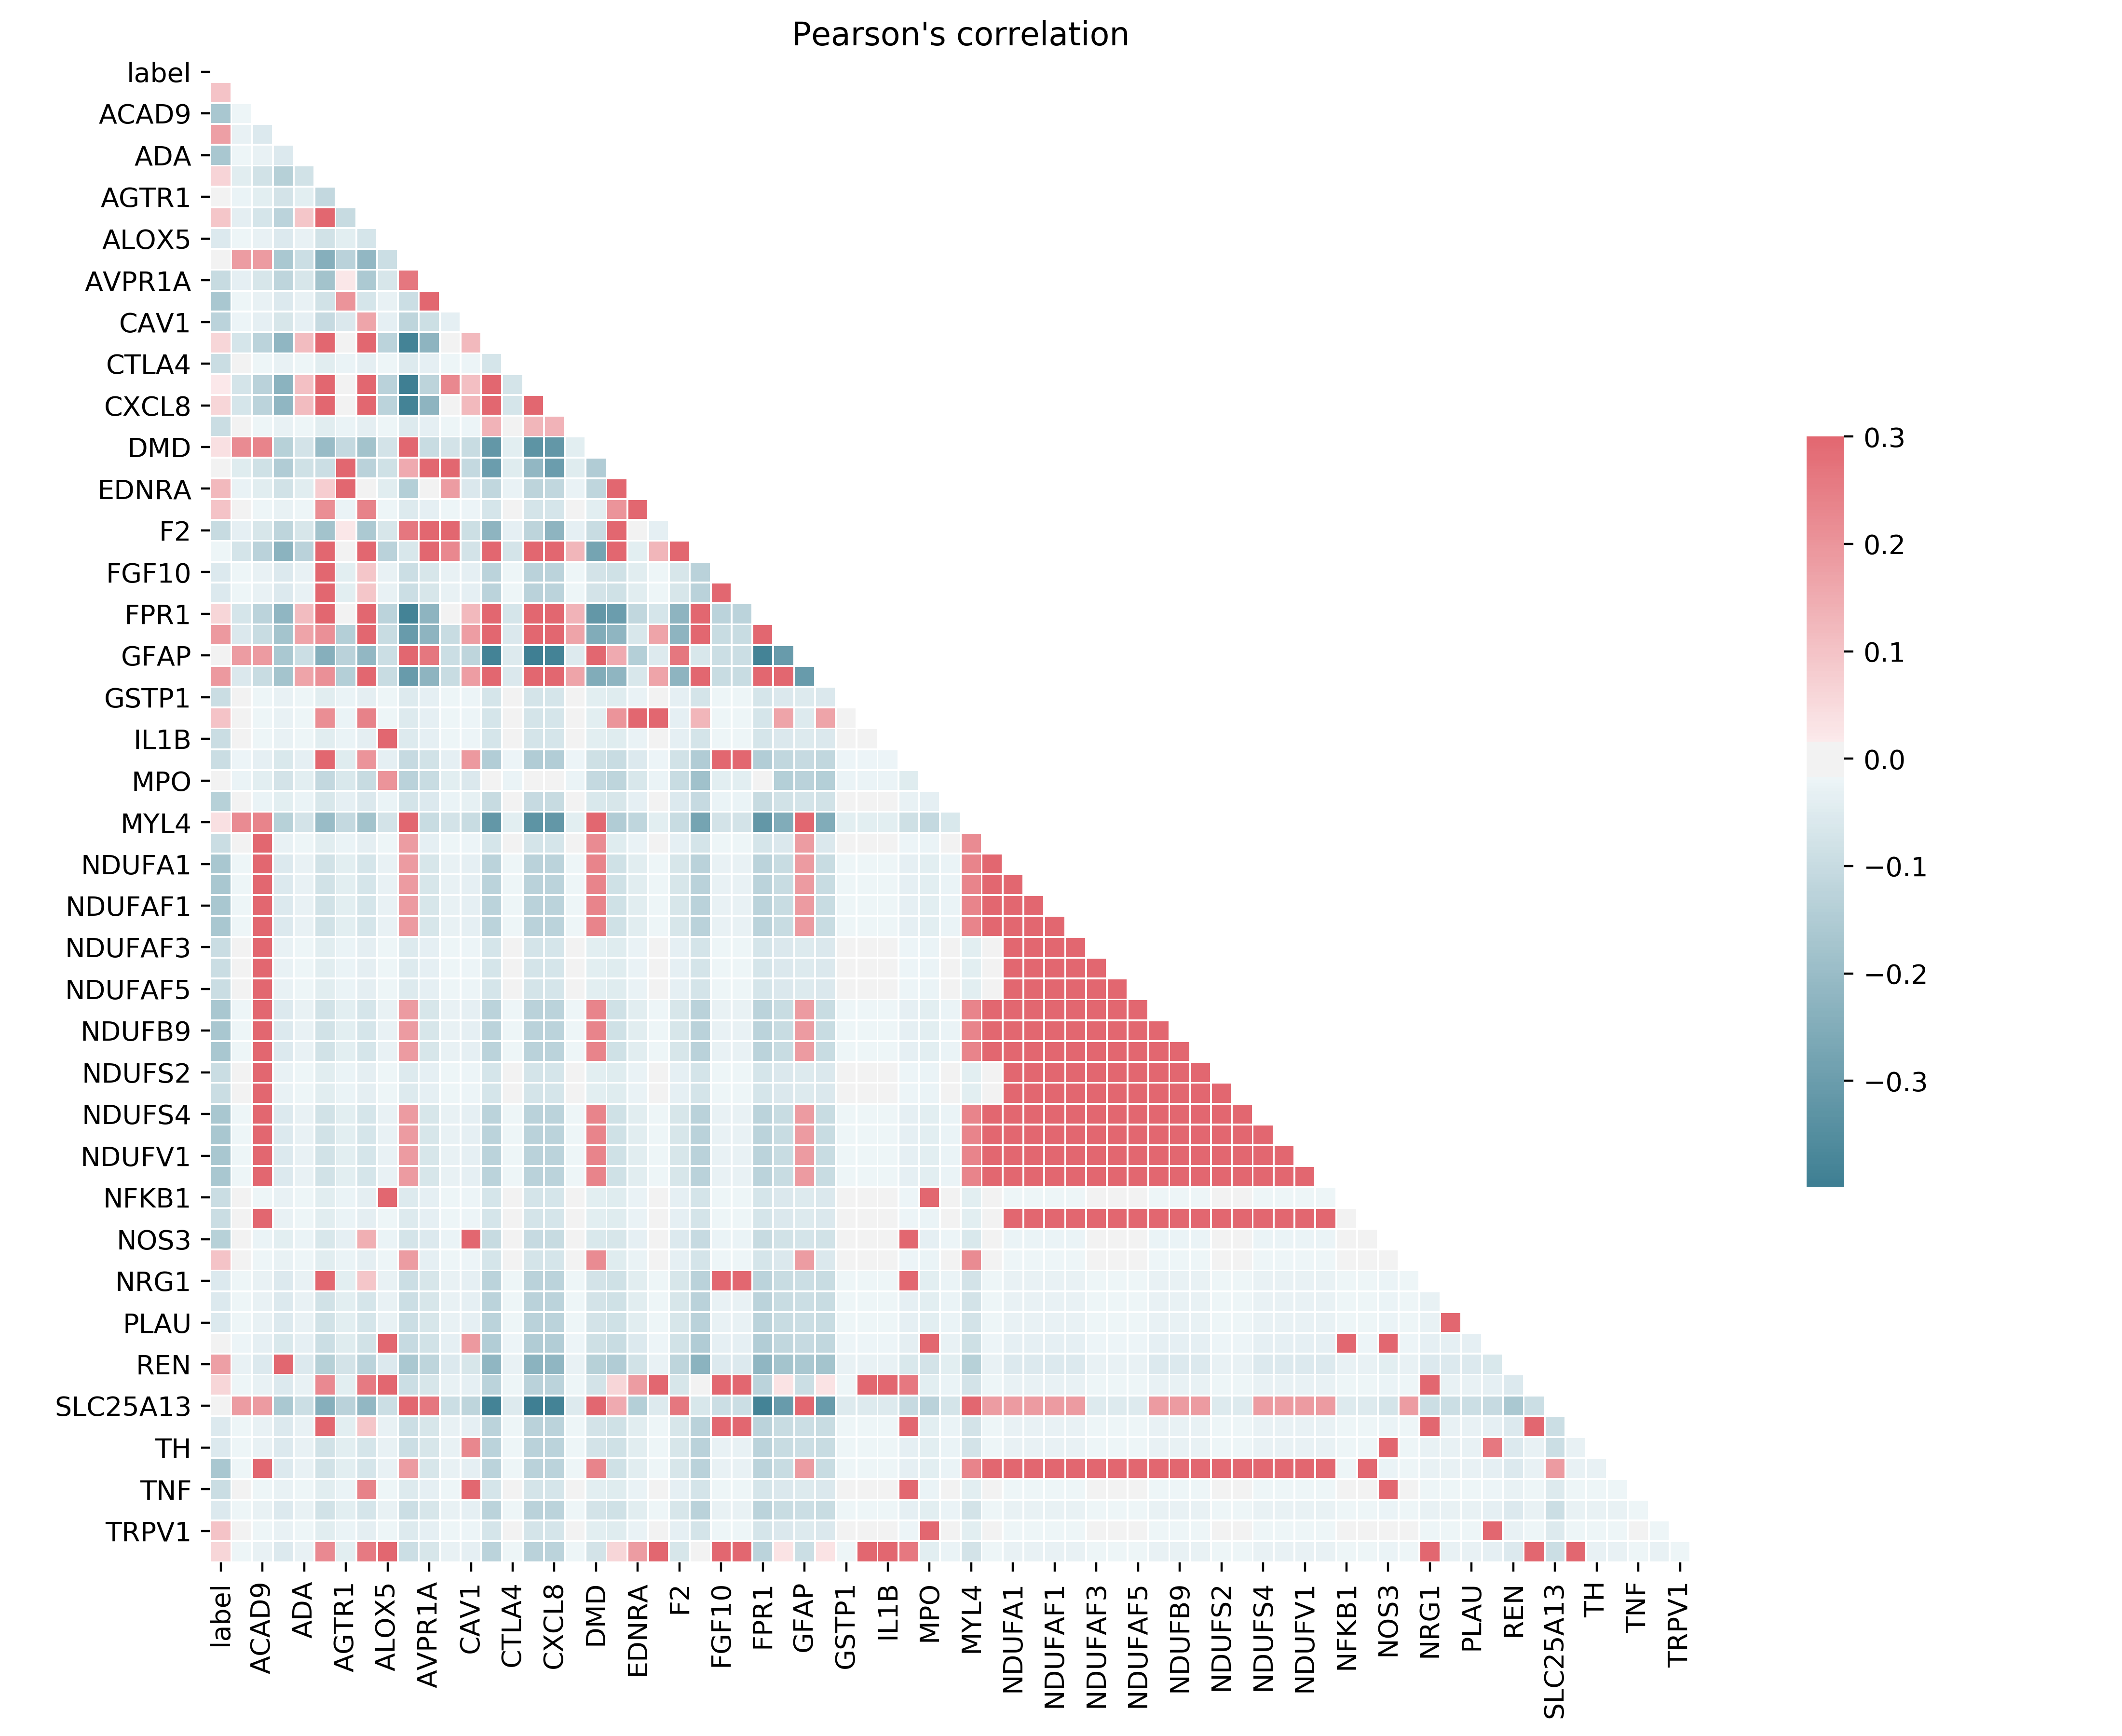 Pearson's correlation
label
ACAD9
ADA
AGTR1
ALOX5
AVPR1A
CAV1
CTLA4
CXCL8
DMD
EDNRA
F2
FGF10
FPR1
GFAP
GSTP1
IL1B
MPO
MYL4
NDUFA1
NDUFAF1
NDUFAF3
NDUFAF5
NDUFB9
NDUFS2
NDUFS4
NDUFV1
NFKB1
NOS3
NRG1
PLAU
REN
SLC25A13
TH
TNF
TRPV1
label
ACAD9
ADA
AGTR1
ALOX5
AVPR1A
CAV1
CTLA4
CXCL8
DMD
EDNRA
F2
FGF10
FPR1
GFAP
GSTP1
IL1B
MPO
MYL4
NDUFA1
NDUFAF1
NDUFAF3
NDUFAF5
NDUFB9
NDUFS2
NDUFS4
NDUFV1
NFKB1
NOS3
NRG1
PLAU
REN
SLC25A13
TH
TNF
TRPV1
0.3
0.2
0.1
0.0
−0.1
−0.2
−0.3